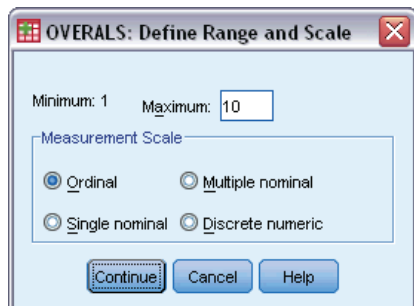 OVERALS: Define Range and Scale
Minimum: 1 Maximum: 10
Measurement Scale
Ordinal Multiple nominal
Single nominal Discrete numeric
Continue Cancel Help